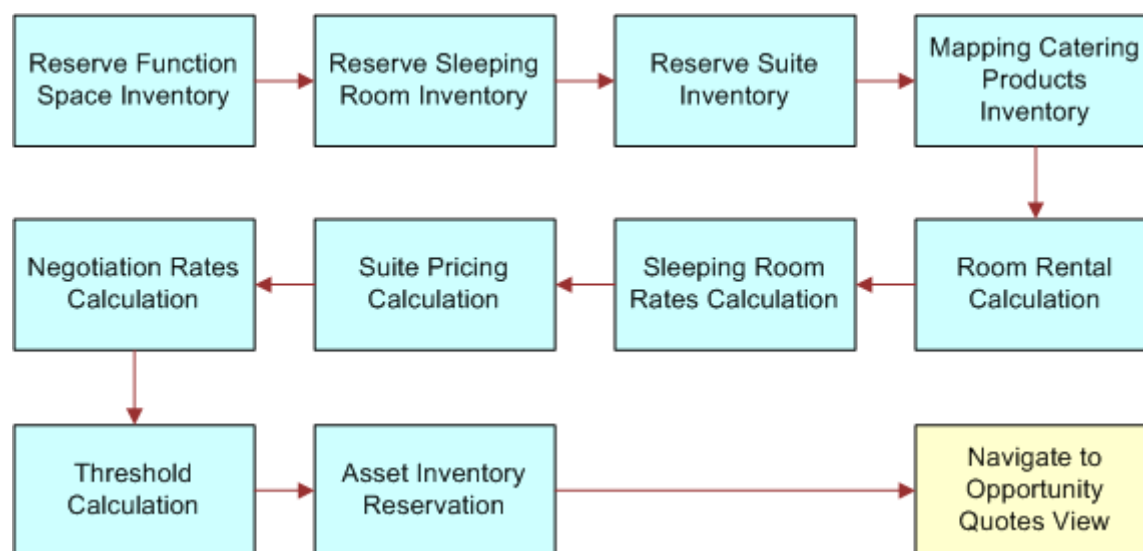 Reserve Function
Space Inventory
Reserve Sleeping
Room Inventory
Reserve Suite
Inventory
Mapping Catering
Products
Inventory
Room Rental
Calculation
Sleeping Room
Rates Calculation
Suite Pricing
Calculation
Negotiation Rates
Calculation
Threshold
Calculation
Asset Inventory
Reservation
Navigate to
Opportunity
Quotes View